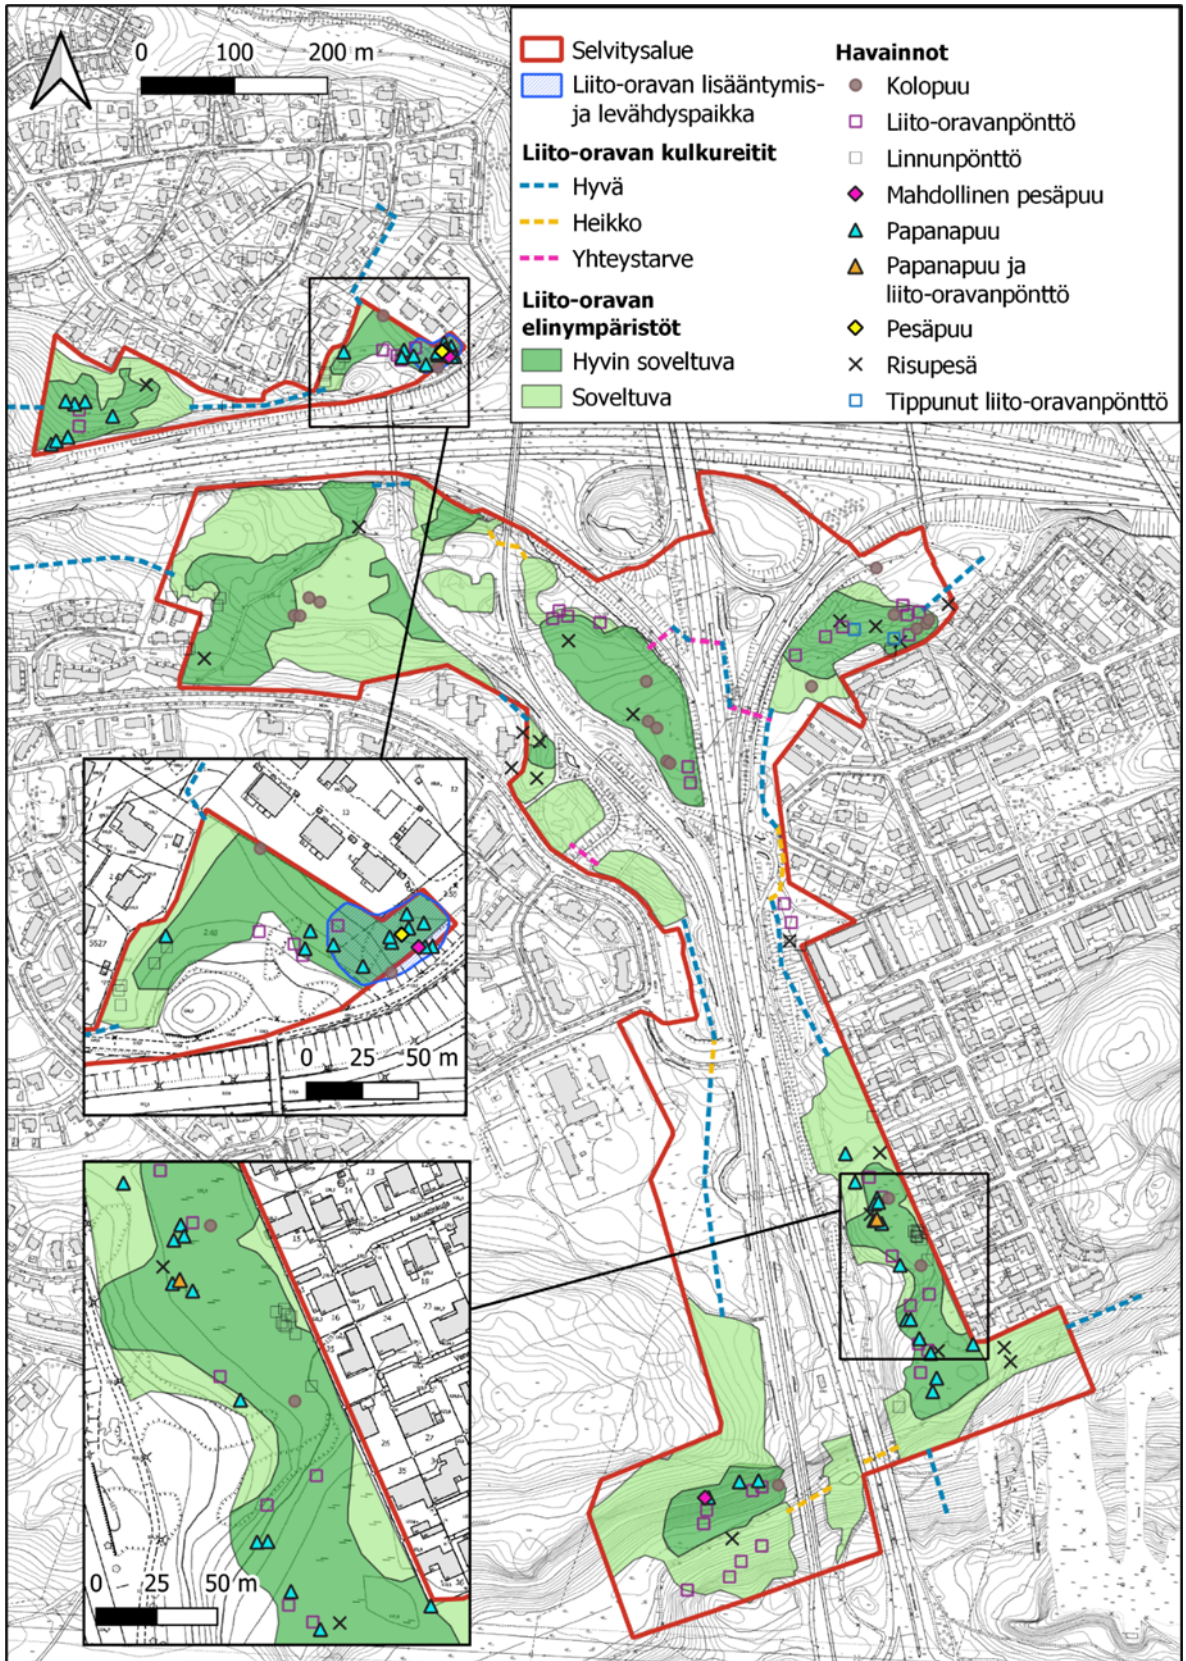 0 100 200 m
Selvitysalue
Liito-oravan lisääntymis-
ja levähdyspaikka
Liito-oravan kulkureitit
Hyvä
Heikko
Yhteystarve
Liito-oravan
elinympäristöt
Hyvin soveltuva
Soveltuva
Havainnot
Kolopuu
Liito-oravanpönttö
Linnunpönttö
Mahdollinen pesäpuu
Papanapuu
Papanapuu ja
liito-oravanpönttö
Pesäpuu
Risupesä
Tippunut liito-oravanpönttö
0 25 50 m
0 25 50 m